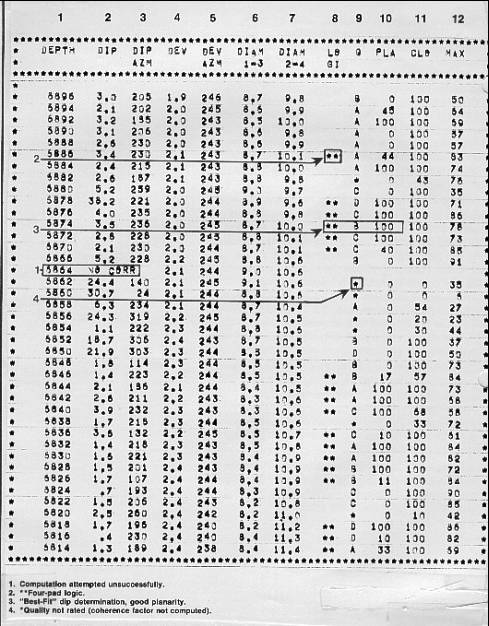 1 2 3 4 5 6 7 8 9 10 11 12
DEPTH DIP DIP DEV DEV DIAM DIAM LB Q PLA CLS MAX
AZM AZM 1-3 2-4 GI
5896 3.0 205 1.9 246 8.7 9.8 B 0 100 50
5894 2.1 202 2.0 245 8.6 9.9 A 45 100 54
5892 3.2 195 2.0 243 8.5 10.0 A 100 100 59
5890 3.1 206 2.0 243 8.6 9.9 A 0 100 57
5888 2.6 230 2.0 243 8.6 9.9 A 0 100 57
2 5886 3.4 230 2.1 243 8.7 10.1 ** A 44 100 83
5884 2.4 215 2.1 243 8.8 10.0 A 100 100 74
5882 2.6 187 2.1 243 8.8 9.8 A 0 43 76
5880 5.2 259 2.0 245 9.0 9.7 C 0 100 35
5878 38.2 221 2.0 244 8.9 9.6 ** D 100 100 71
5876 4.0 235 2.0 244 8.8 9.8 ** C 100 100 86
3 5874 3.5 236 2.0 245 8.7 10.0 ** B 100 100 78
5872 2.6 228 2.0 245 8.8 10.1 ** C 100 100 73
5870 2.1 230 2.0 244 8.7 10.2 ** C 40 100 85
5866 5.2 228 2.2 245 8.6 10.6 B 0 100 91
1 5864 NO CORR 2.1 244 9.0 10.6
5862 24.4 140 2.1 245 9.1 10.6 * 0 0 35
4 5860 30.7 24 2.1 244 8.8 10.6 * 0 0 6
5858 6.3 234 2.1 244 8.7 10.4 A 0 54 27
5856 24.3 319 2.2 245 8.7 10.5 * 0 20 23
5854 1.1 222 2.3 244 8.6 10.5 * 0 30 44
5852 18.7 306 2.4 243 8.5 10.5 B 0 100 37
5850 21.9 303 2.3 244 8.5 10.5 D 0 100 50
5848 1.8 114 2.3 244 8.5 10.5 B 0 100 73
5846 1.4 223 2.2 244 8.5 10.5 ** B 17 57 84
5844 2.1 196 2.1 244 8.4 10.5 ** A 100 100 73
5842 2.6 211 2.2 243 8.3 10.6 ** A 100 100 56
5840 3.9 232 2.3 243 8.3 10.6 ** C 100 68 58
5838 1.7 215 2.3 244 8.5 10.6 * 0 33 72
5836 3.5 132 2.2 245 8.5 10.7 ** C 10 100 51
5832 1.4 218 2.3 243 8.5 10.8 ** A 100 100 84
5830 1.6 221 2.3 243 8.5 10.9 ** A 100 100 82
5828 1.5 201 2.4 243 8.5 10.9 ** B 100 100 72
5826 1.7 107 2.4 244 8.4 10.9 ** B 11 100 84
5824 .7 193 2.4 244 8.3 10.9 C 0 100 90
5822 1.5 206 2.4 243 8.2 10.8 C 0 100 85
5820 2.5 260 2.4 242 8.2 11.0 * 0 10 42
5818 1.7 196 2.4 240 8.2 11.2 ** D 100 100 86
5816 .4 230 2.4 240 8.4 11.3 ** D 10 100 82
5814 1.3 189 2.4 238 8.4 11.4 ** A 33 100 59
1. Computation attempted unsuccessfully.
2. **Four-pad logic.
3. "Best-Fit" dip determination, good planarity.
4. *Quality not rated (coherence factor not computed).